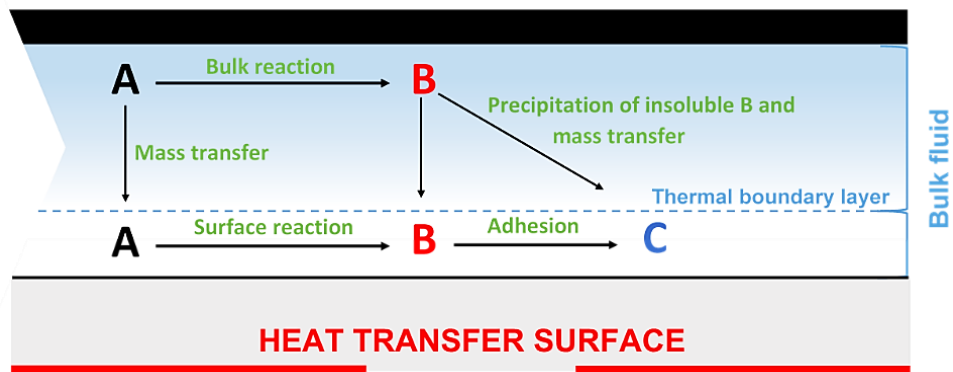 A
Bulk reaction
B
Precipitation of insoluble B and
mass transfer
Mass transfer
Thermal boundary layer
Bulk fluid
A
Surface reaction
B
Adhesion
C
HEAT TRANSFER SURFACE